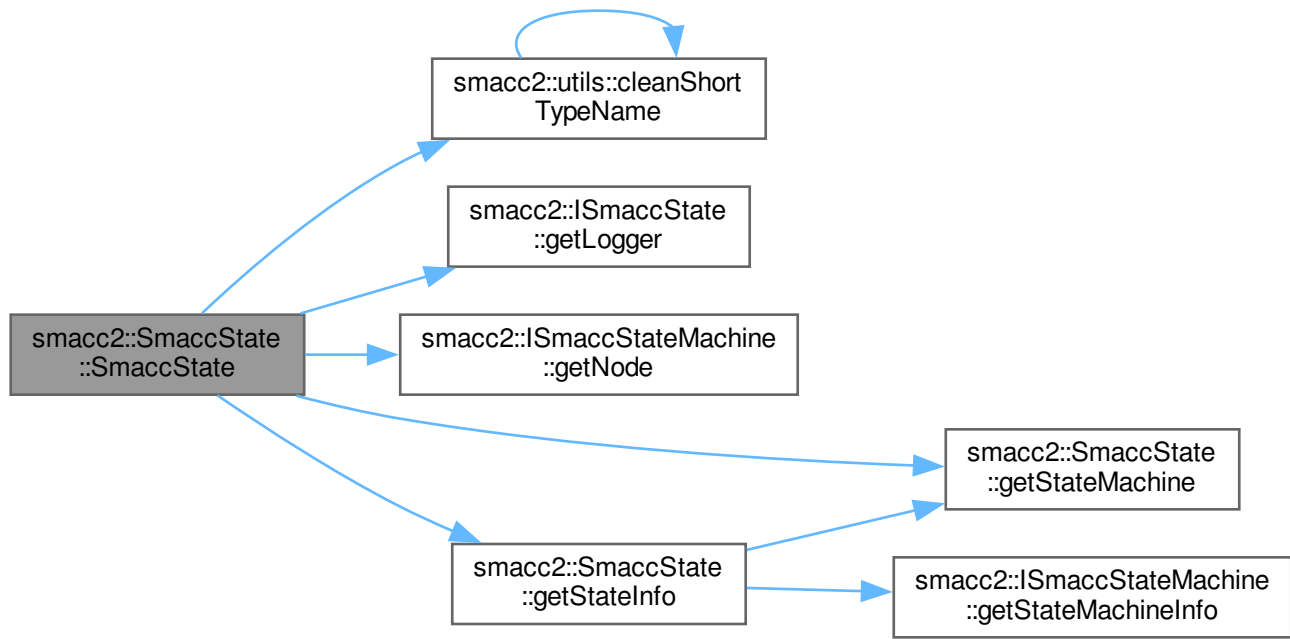 smacc2::utils::cleanShort
TypeName
smacc2::ISmaccState
::getLogger
smacc2::SmaccState
::SmaccState
smacc2::ISmaccStateMachine
::getNode
smacc2::SmaccState
::getStateMachine
smacc2::SmaccState
::getStateInfo
smacc2::ISmaccStateMachine
::getStateMachineInfo